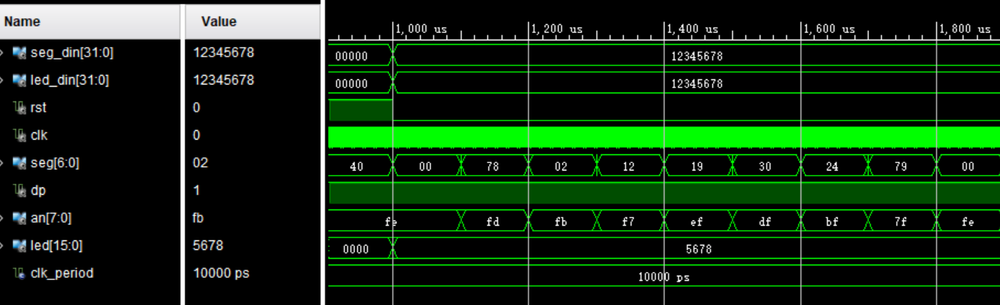 Name Value
1,000 us 1,200 us 1,400 us 1,600 us 1,800 us
seg_din[31:0] 12345678 00000 12345678
led_din[31:0] 12345678 00000 12345678
rst 0
clk 0
seg[6:0] 02 40 00 78 02 12 19 30 24 79 00
dp 1
an[7:0] fb fe fd fb f7 ef df bf 7f fe
led[15:0] 5678 0000 5678
clk_period 10000 ps 10000 ps